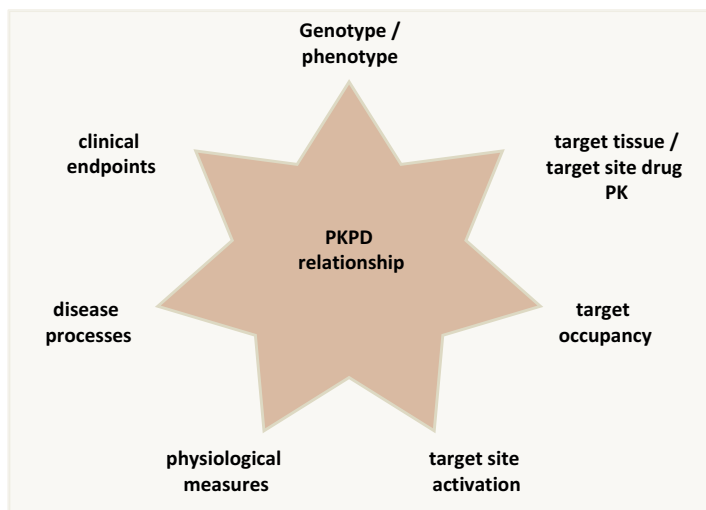 Genotype /
phenotype
clinical
endpoints
target tissue /
target site drug
PK
PKPD
relationship
disease
processes
target
occupancy
physiological
measures
target site
activation